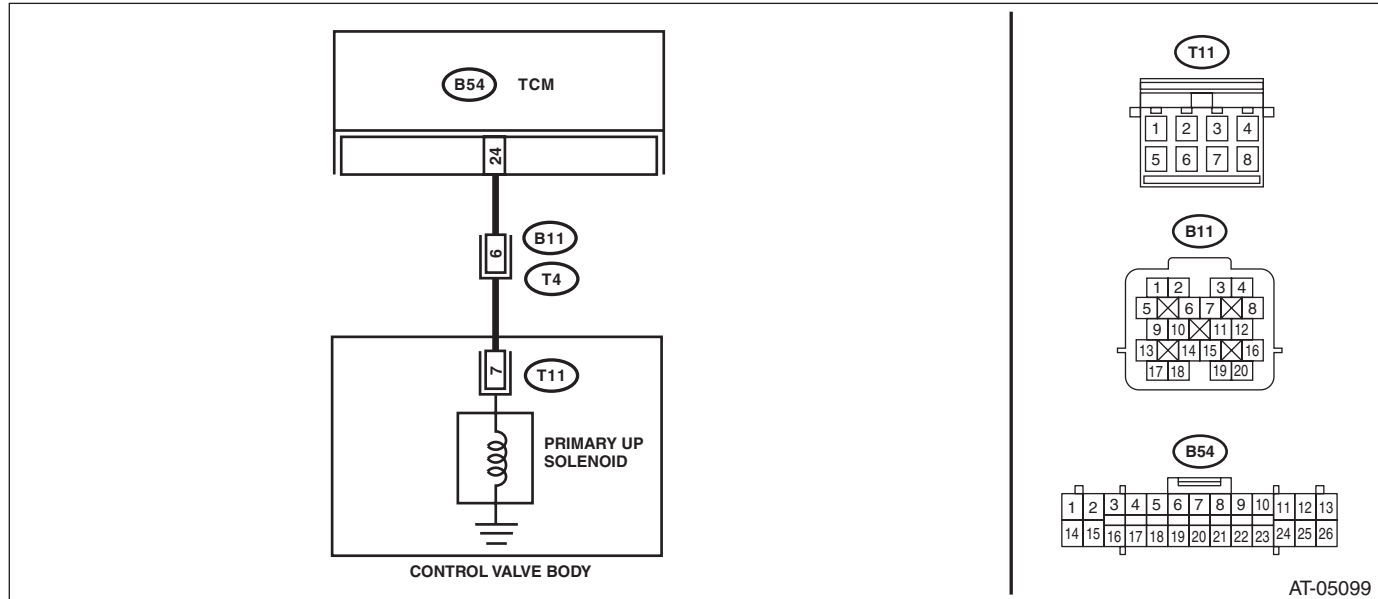 B54 TCM
24
6
B11
T4
7
T11
PRIMARY UP
SOLENOID
CONTROL VALVE BODY
T11
1 2 3 4
5 6 7 8
B11
1 2 3 4
5 6 7 8
9 10 11 12
13 14 15 16
17 18 19 20
B54
1 2 3 4 5 6 7 8 9 10 11 12 13
14 15 16 17 18 19 20 21 22 23 24 25 26
AT-05099